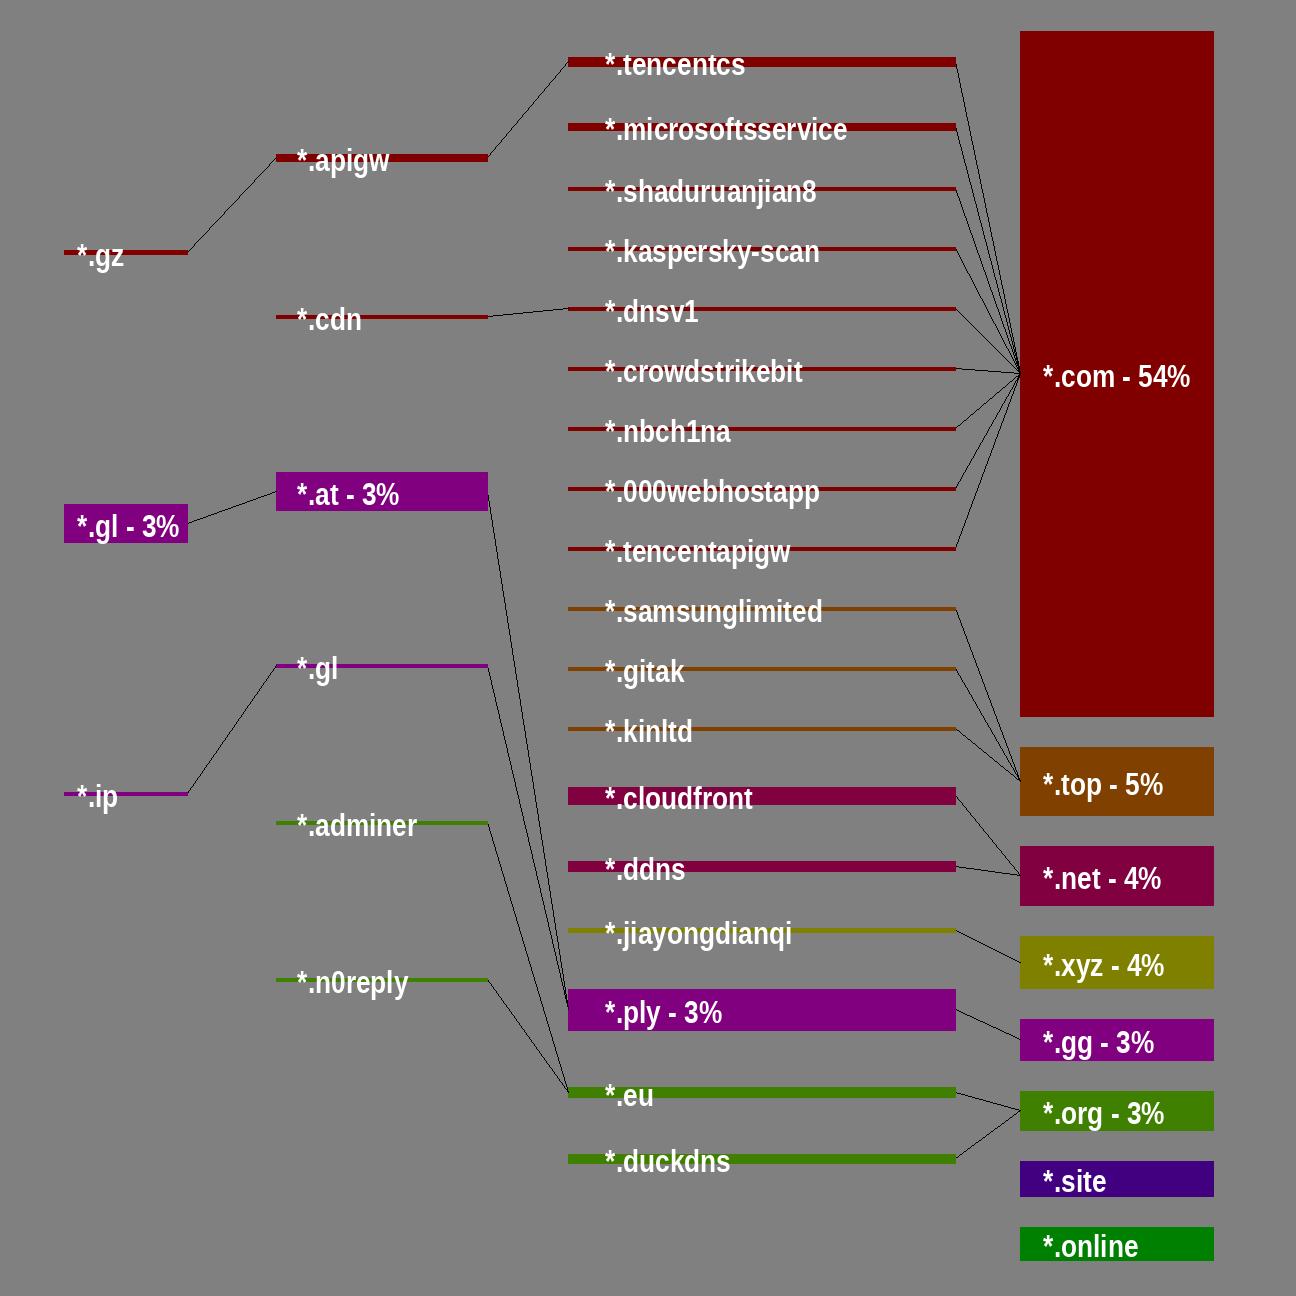 *.tencentcs
*.microsoftsservice
*.apigw
*.shaduruanjian8
*.gz
*.kaspersky-scan
*.cdn
*.dnsv1
*.crowdstrikebit
*.com - 54%
*.nbch1na
*.at - 3%
*.000webhostapp
*.gl - 3%
*.tencentapigw
*.samsunglimited
*.gl
*.gitak
*.kinltd
*.ip
*.cloudfront
*.top - 5%
*.adminer
*.ddns
*.net - 4%
*.jiayongdianqi
*.xyz - 4%
*.n0reply
*.ply - 3%
*.gg - 3%
*.eu
*.org - 3%
*.duckdns
*.site
*.online